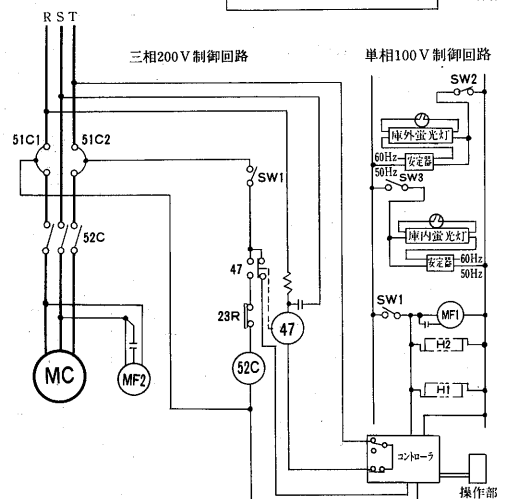 R S T
三相200V制御回路
単相100V制御回路
SW2
庫外蛍光灯
60Hz
安定器
50Hz
SW3
庫内蛍光灯
安定器
60Hz
50Hz
51C1
51C2
SW1
52C
47
23R
47
52C
MC
MF2
SW1
MF1
H2
H1
コントローラ
操作部